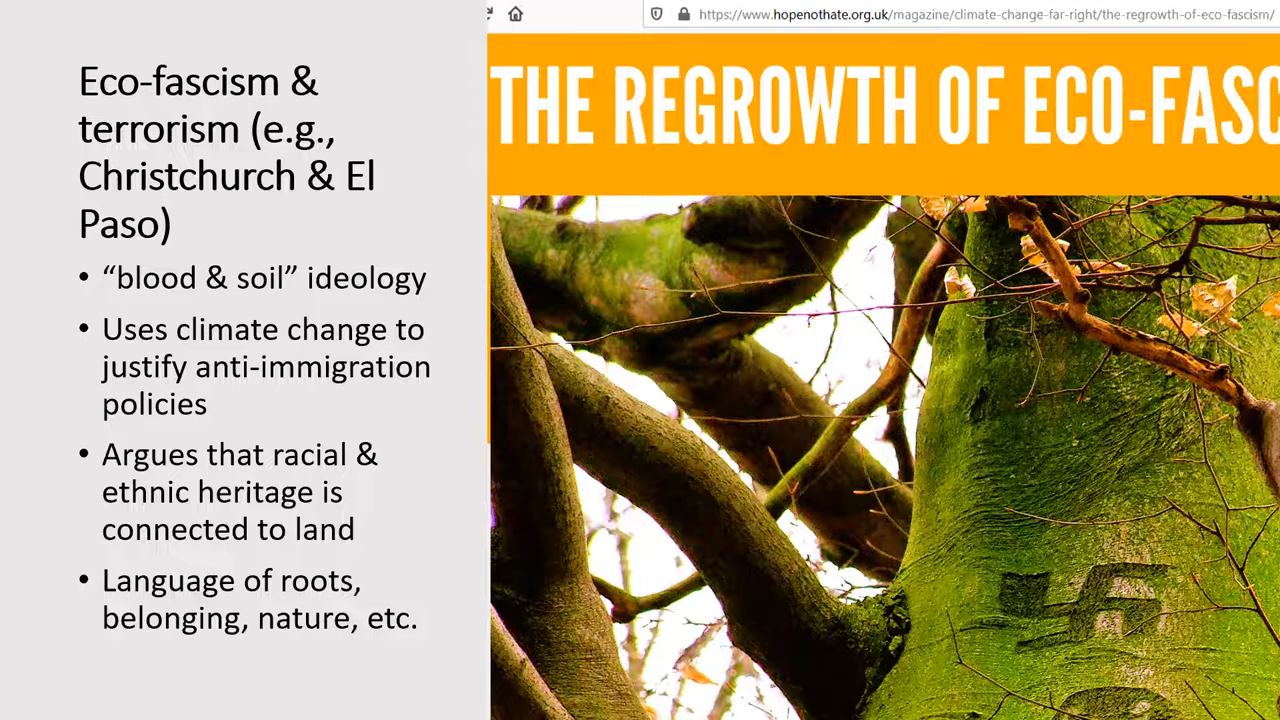 Eco-fascism &
terrorism (e.g.,
Christchurch & El
Paso)
• “blood & soil” ideology
• Uses climate change to
justify anti-immigration
policies
• Argues that racial &
ethnic heritage is
connected to land
• Language of roots,
belonging, nature, etc.
https://www.hopenothate.org.uk/magazine/climate-change-far-right/the-regrowth-of-eco-fascism/
THE REGROWTH OF ECO-FASC